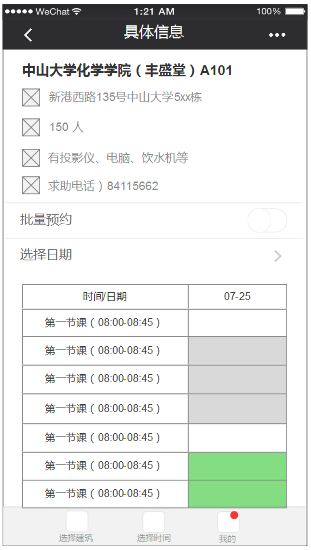 WeChat 1:21 AM 100%
具体信息
中山大学化学学院（丰盛堂）A101
新港西路135号中山大学5xx栋
150 人
有投影仪、电脑、饮水机等
求助电话）84115662
批量预约
选择日期
时间/日期 07-25
第一节课（08:00-08:45）
第一节课（08:00-08:45）
第一节课（08:00-08:45）
第一节课（08:00-08:45）
第一节课（08:00-08:45）
第一节课（08:00-08:45）
第一节课（08:00-08:45）
选择建筑 选择时间 我的